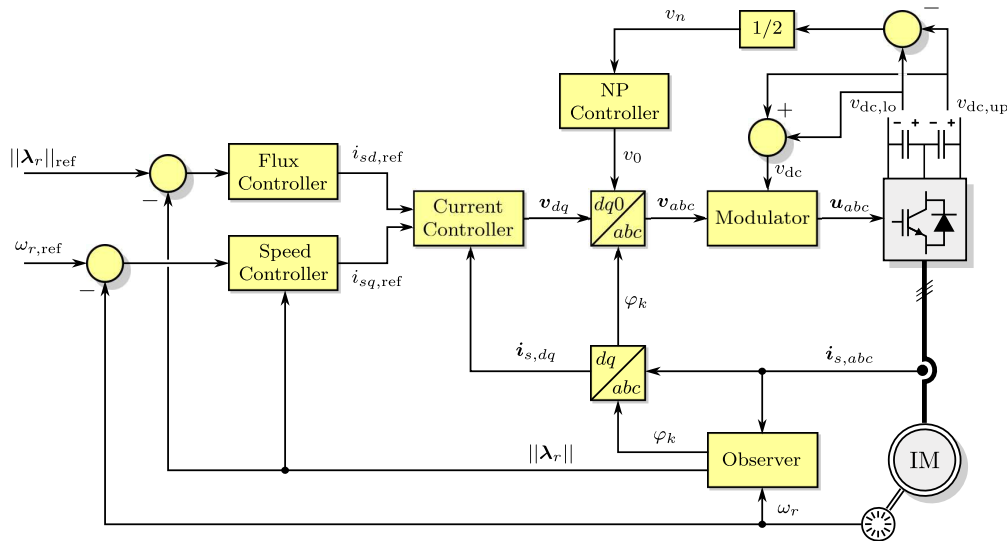 v_n
1/2
−
NP
Controller
+
v_dc,lo
v_dc,up
− + − +
v_0
v_dc
||λ_r||_ref
−
Flux
Controller
i_sd,ref
Current
Controller
v_dq
dq0
abc
v_abc
Modulator
u_abc
ω_r,ref
−
Speed
Controller
i_sq,ref
φ_k
i_s,dq
dq
abc
i_s,abc
φ_k
||λ_r||
Observer
IM
ω_r